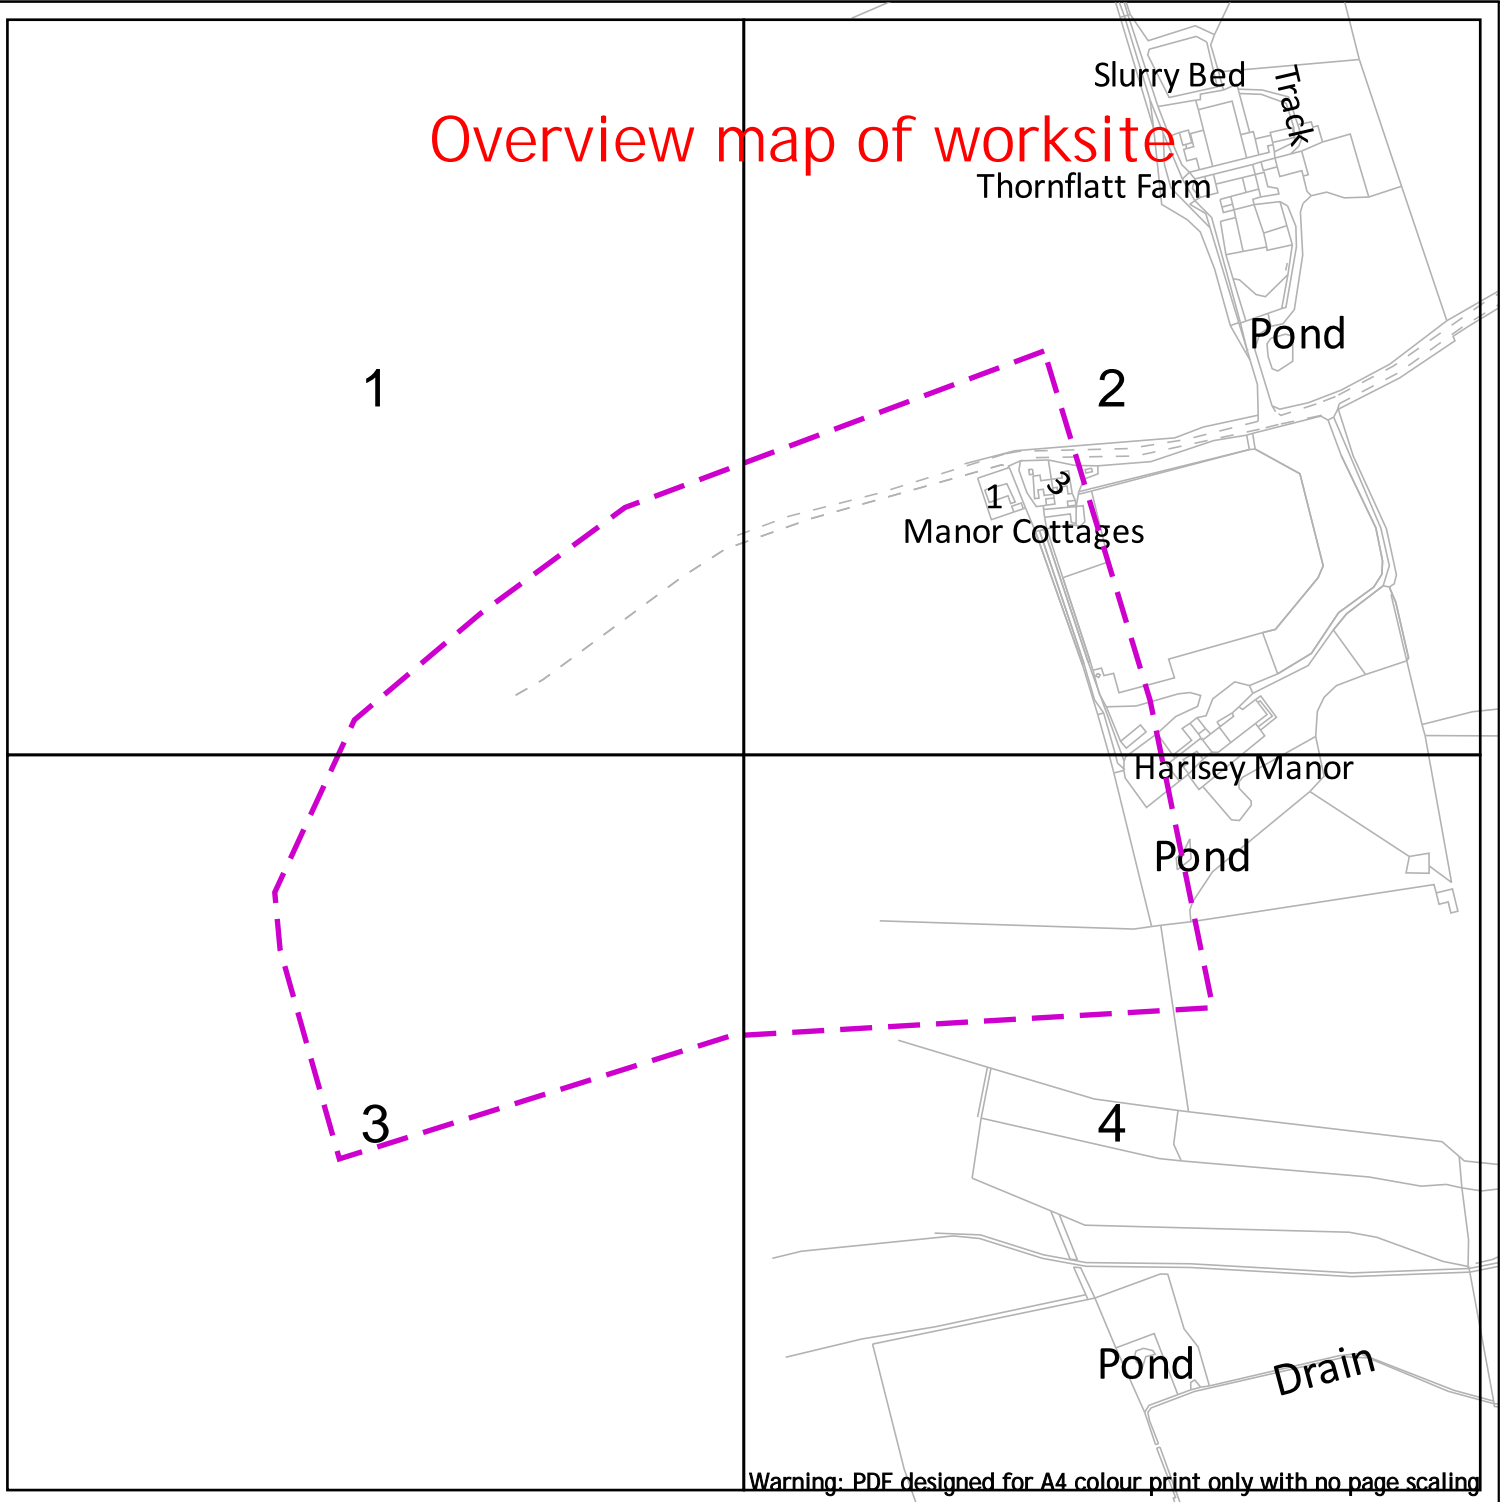 Slurry Bed
Track
Overview map of worksite
Thornflatt Farm
Pond
1
2
1
3
Manor Cottages
Harlsey Manor
Pond
3
4
Pond
Drain
Warning: PDF designed for A4 colour print only with no page scaling